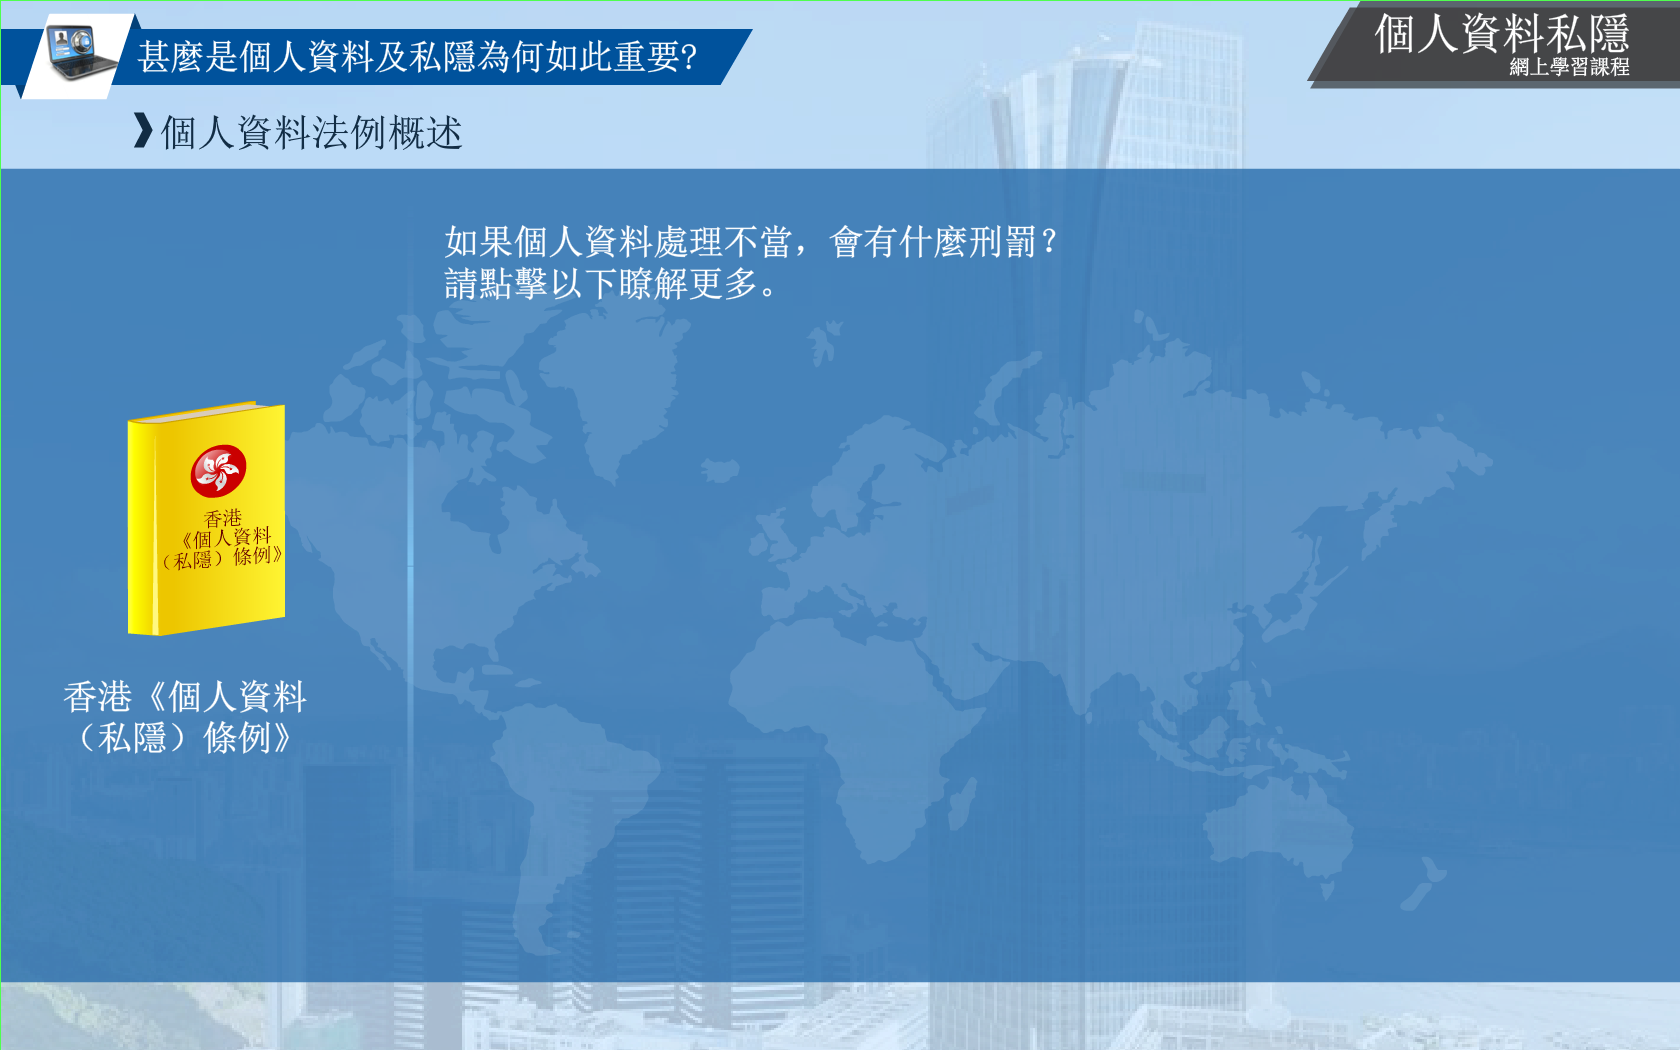 甚麼是個人資料及私隱為何如此重要?
個人資料私隱
網上學習課程
個人資料法例概述
如果個人資料處理不當，會有什麼刑罰？
請點擊以下瞭解更多。
香港
《個人資料
（私隱）條例》
香港《個人資料
（私隱）條例》